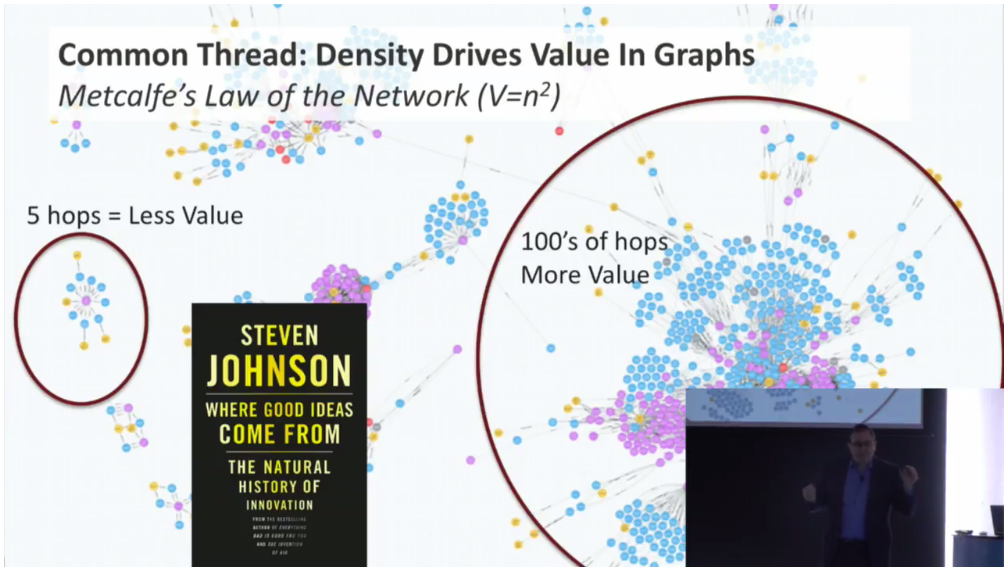 Common Thread: Density Drives Value In Graphs
Metcalfe's Law of the Network (V=n²)
5 hops = Less Value
100's of hops
More Value
STEVEN
JOHNSON
WHERE GOOD IDEAS
COME FROM
THE NATURAL
HISTORY OF
INNOVATION
FROM THE BESTSELLING
AUTHOR OF EVERYTHING
BAD IS GOOD FOR YOU
AND THE INVENTION
OF AIR